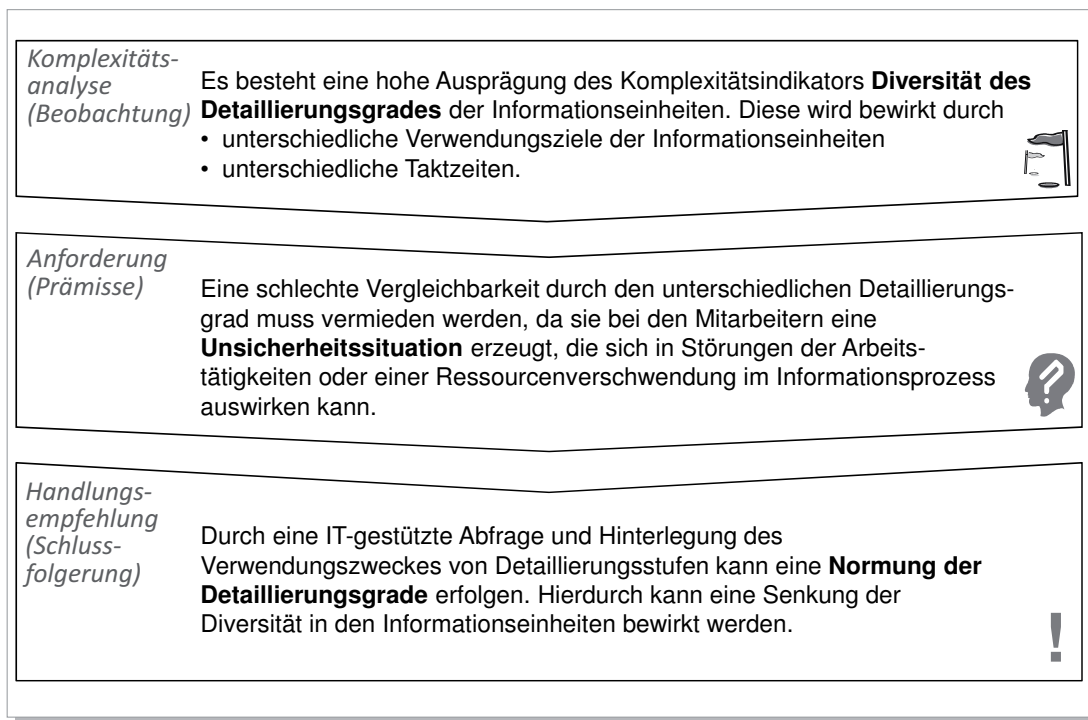 Komplexitäts-
analyse
(Beobachtung)
Es besteht eine hohe Ausprägung des Komplexitätsindikators Diversität des
Detaillierungsgrades der Informationseinheiten. Diese wird bewirkt durch
• unterschiedliche Verwendungsziele der Informationseinheiten
• unterschiedliche Taktzeiten.
Anforderung
(Prämisse)
Eine schlechte Vergleichbarkeit durch den unterschiedlichen Detaillierungs-
grad muss vermieden werden, da sie bei den Mitarbeitern eine
Unsicherheitssituation erzeugt, die sich in Störungen der Arbeits-
tätigkeiten oder einer Ressourcenverschwendung im Informationsprozess
auswirken kann.
?
Handlungs-
empfehlung
(Schluss-
folgerung)
Durch eine IT-gestützte Abfrage und Hinterlegung des
Verwendungszweckes von Detaillierungsstufen kann eine Normung der
Detaillierungsgrade erfolgen. Hierdurch kann eine Senkung der
Diversität in den Informationseinheiten bewirkt werden.
!